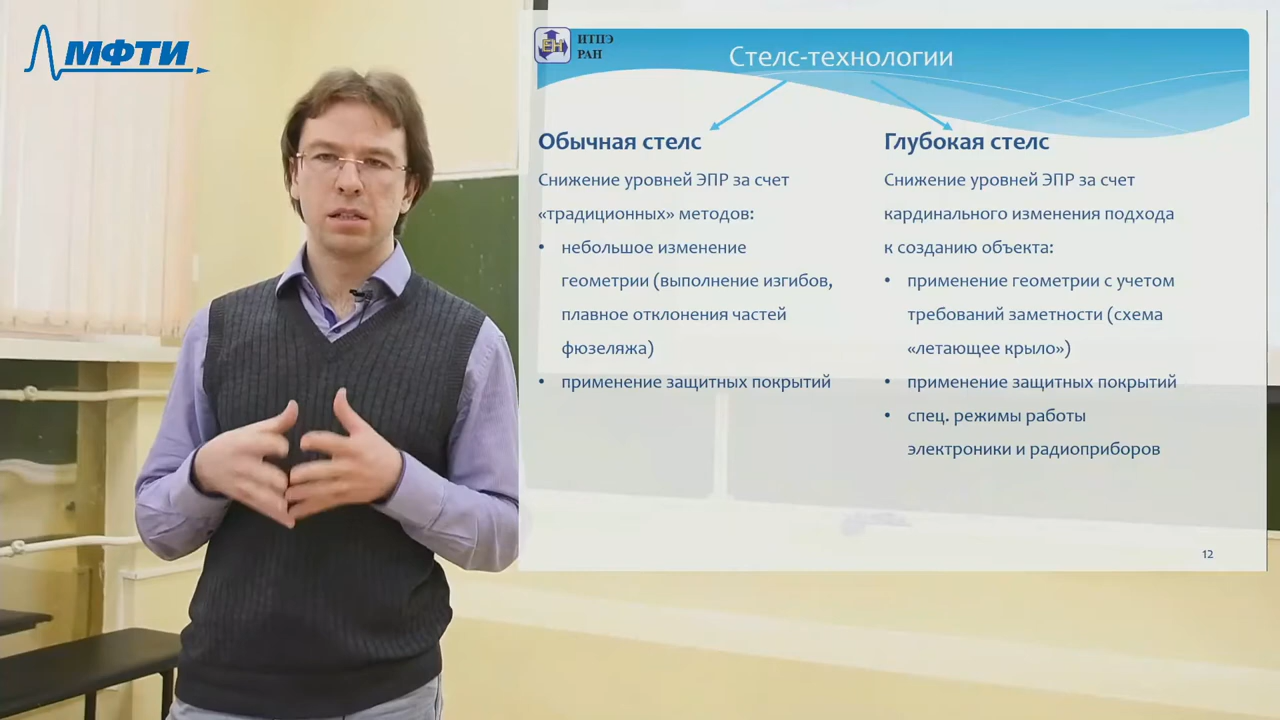 МФТИ
ИТПЭ
РАН
ЕН
Стелс-технологии
Обычная стелс
Снижение уровней ЭПР за счет
«традиционных» методов:
• небольшое изменение
геометрии (выполнение изгибов,
плавное отклонения частей
фюзеляжа)
• применение защитных покрытий
Глубокая стелс
Снижение уровней ЭПР за счет
кардинального изменения подхода
к созданию объекта:
• применение геометрии с учетом
требований заметности (схема
«летающее крыло»)
• применение защитных покрытий
• спец. режимы работы
электроники и радиоприборов
12